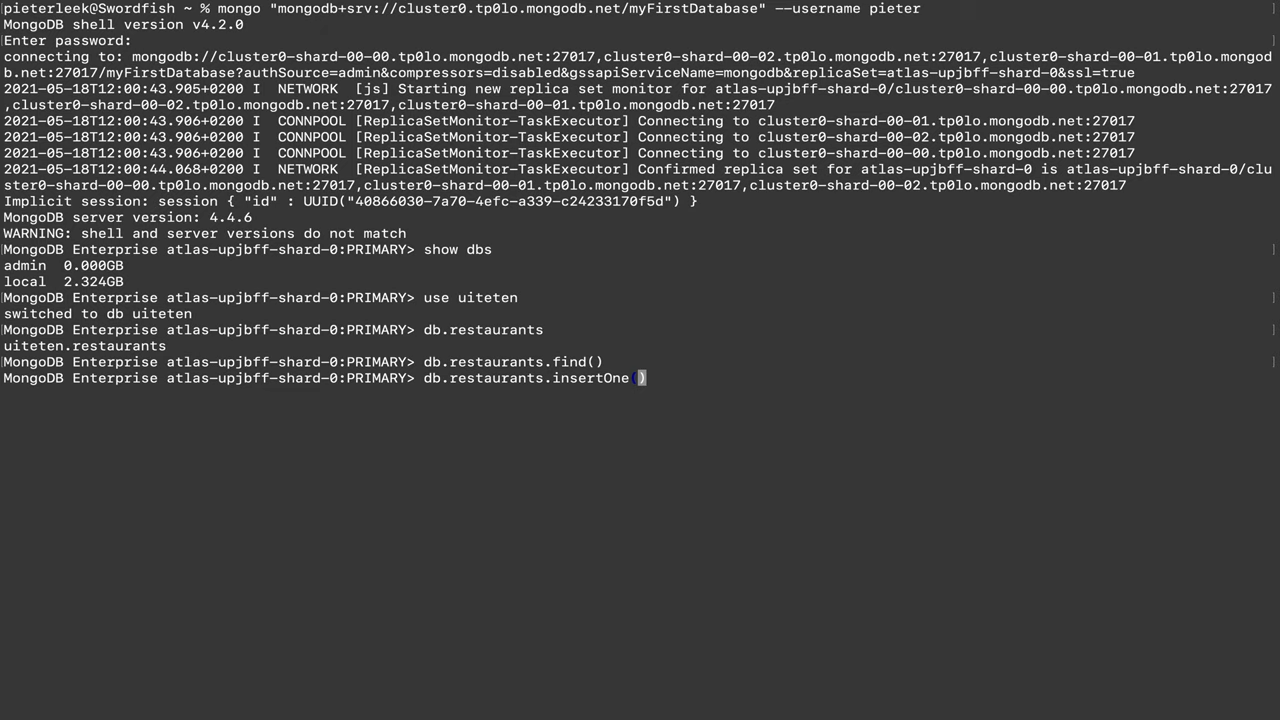 pieterleek@Swordfish ~ % mongo "mongodb+srv://cluster0.tp0lo.mongodb.net/myFirstDatabase" --username pieter
MongoDB shell version v4.2.0
Enter password:
connecting to: mongodb://cluster0-shard-00-00.tp0lo.mongodb.net:27017,cluster0-shard-00-02.tp0lo.mongodb.net:27017,cluster0-shard-00-01.tp0lo.mongod
b.net:27017/myFirstDatabase?authSource=admin&compressors=disabled&gssapiServiceName=mongodb&replicaSet=atlas-upjbff-shard-0&ssl=true
2021-05-18T12:00:43.905+0200 I  NETWORK  [js] Starting new replica set monitor for atlas-upjbff-shard-0/cluster0-shard-00-00.tp0lo.mongodb.net:27017
,cluster0-shard-00-02.tp0lo.mongodb.net:27017,cluster0-shard-00-01.tp0lo.mongodb.net:27017
2021-05-18T12:00:43.906+0200 I  CONNPOOL [ReplicaSetMonitor-TaskExecutor] Connecting to cluster0-shard-00-01.tp0lo.mongodb.net:27017
2021-05-18T12:00:43.906+0200 I  CONNPOOL [ReplicaSetMonitor-TaskExecutor] Connecting to cluster0-shard-00-02.tp0lo.mongodb.net:27017
2021-05-18T12:00:43.906+0200 I  CONNPOOL [ReplicaSetMonitor-TaskExecutor] Connecting to cluster0-shard-00-00.tp0lo.mongodb.net:27017
2021-05-18T12:00:44.068+0200 I  NETWORK  [ReplicaSetMonitor-TaskExecutor] Confirmed replica set for atlas-upjbff-shard-0 is atlas-upjbff-shard-0/clu
ster0-shard-00-00.tp0lo.mongodb.net:27017,cluster0-shard-00-01.tp0lo.mongodb.net:27017,cluster0-shard-00-02.tp0lo.mongodb.net:27017
Implicit session: session { "id" : UUID("40866030-7a70-4efc-a339-c24233170f5d") }
MongoDB server version: 4.4.6
WARNING: shell and server versions do not match
MongoDB Enterprise atlas-upjbff-shard-0:PRIMARY> show dbs
admin  0.000GB
local  2.324GB
MongoDB Enterprise atlas-upjbff-shard-0:PRIMARY> use uiteten
switched to db uiteten
MongoDB Enterprise atlas-upjbff-shard-0:PRIMARY> db.restaurants
uiteten.restaurants
MongoDB Enterprise atlas-upjbff-shard-0:PRIMARY> db.restaurants.find()
MongoDB Enterprise atlas-upjbff-shard-0:PRIMARY> db.restaurants.insertOne()